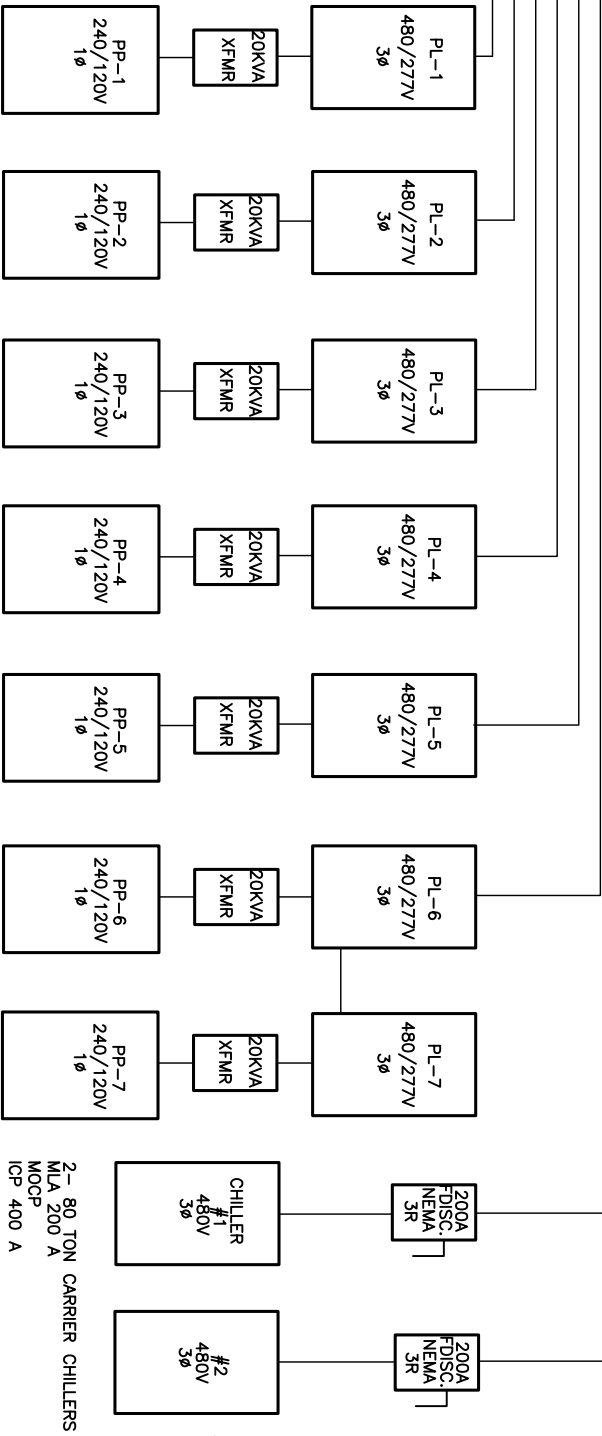 PL-1
480/277V
3Ø
20KVA
XFMR
PP-1
240/120V
1Ø
PL-2
480/277V
3Ø
20KVA
XFMR
PP-2
240/120V
1Ø
PL-3
480/277V
3Ø
20KVA
XFMR
PP-3
240/120V
1Ø
PL-4
480/277V
3Ø
20KVA
XFMR
PP-4
240/120V
1Ø
PL-5
480/277V
3Ø
20KVA
XFMR
PP-5
240/120V
1Ø
PL-6
480/277V
3Ø
20KVA
XFMR
PP-6
240/120V
1Ø
PL-7
480/277V
3Ø
20KVA
XFMR
PP-7
240/120V
1Ø
200A
FDISC.
NEMA
3R
CHILLER
#1
480V
3Ø
200A
FDISC.
NEMA
3R
#2
480V
3Ø
2- 80 TON CARRIER CHILLERS
MLA 200 A
MOCP
ICP 400 A